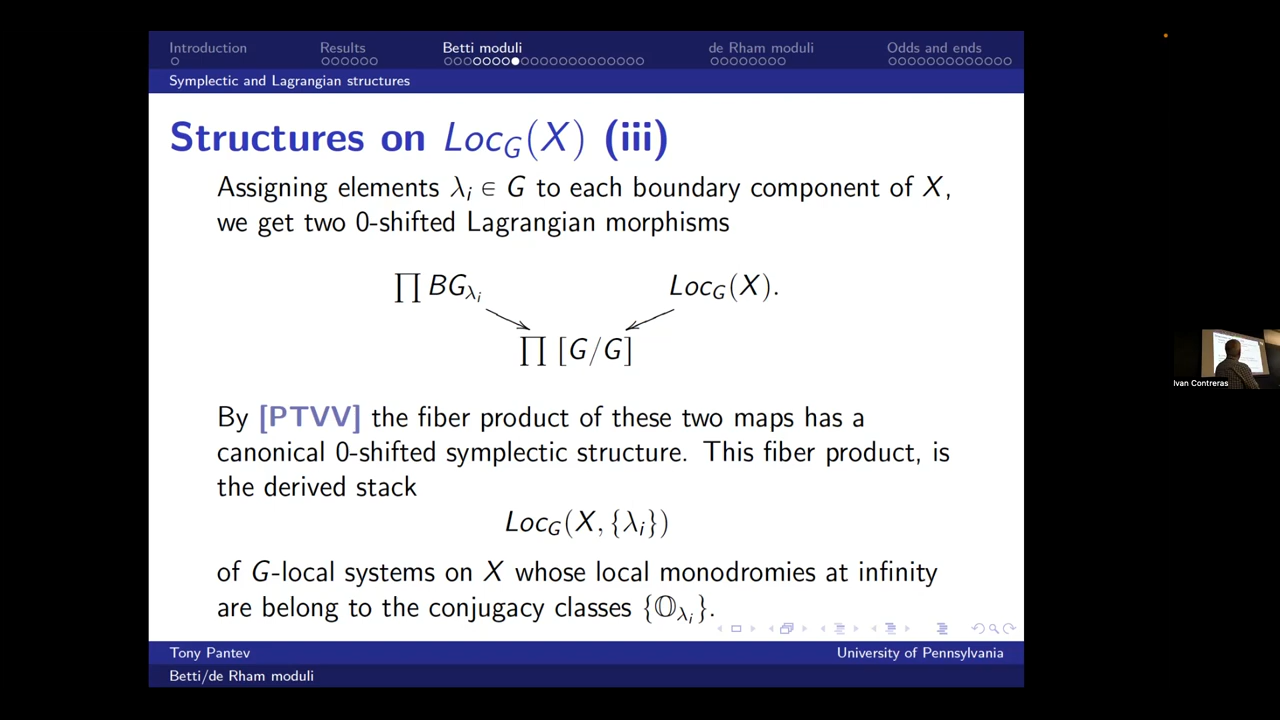 Introduction Results Betti moduli de Rham moduli Odds and ends
Symplectic and Lagrangian structures
Structures on Loc_G(X) (iii)
Assigning elements λ_i ∈ G to each boundary component of X,
we get two 0-shifted Lagrangian morphisms
∏ BG_{λ_i} Loc_G(X).
∏ [G/G]
By [PTVV] the fiber product of these two maps has a
canonical 0-shifted symplectic structure. This fiber product, is
the derived stack
Loc_G(X, {λ_i})
of G-local systems on X whose local monodromies at infinity
are belong to the conjugacy classes {𝕆_{λ_i}}.
Tony Pantev University of Pennsylvania
Betti/de Rham moduli
Ivan Contreras